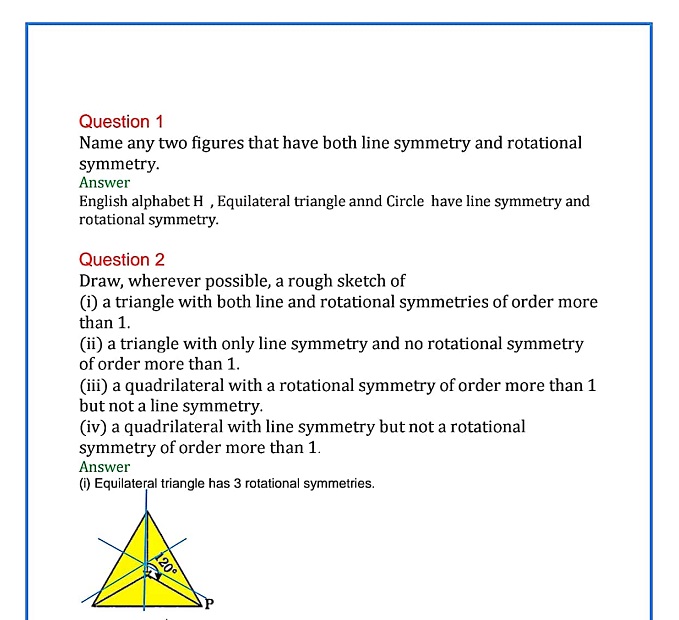 Question 1
Name any two figures that have both line symmetry and rotational
symmetry.
Answer
English alphabet H , Equilateral triangle annd Circle have line symmetry and
rotational symmetry.
Question 2
Draw, wherever possible, a rough sketch of
(i) a triangle with both line and rotational symmetries of order more
than 1.
(ii) a triangle with only line symmetry and no rotational symmetry
of order more than 1.
(iii) a quadrilateral with a rotational symmetry of order more than 1
but not a line symmetry.
(iv) a quadrilateral with line symmetry but not a rotational
symmetry of order more than 1.
Answer
(i) Equilateral triangle has 3 rotational symmetries.
120°
P